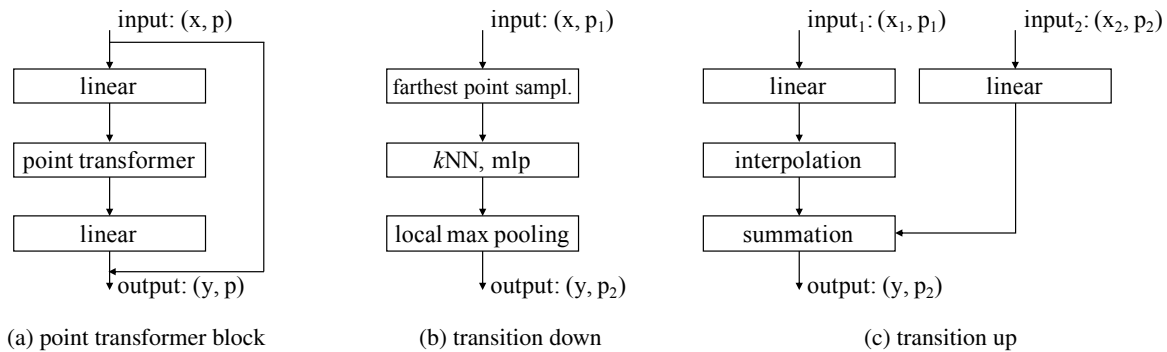 input: (x, p)
linear
point transformer
linear
output: (y, p)
(a) point transformer block
input: (x, p₁)
farthest point sampl.
kNN, mlp
local max pooling
output: (y, p₂)
(b) transition down
input₁: (x₁, p₁)
input₂: (x₂, p₂)
linear
linear
interpolation
summation
output: (y, p₂)
(c) transition up